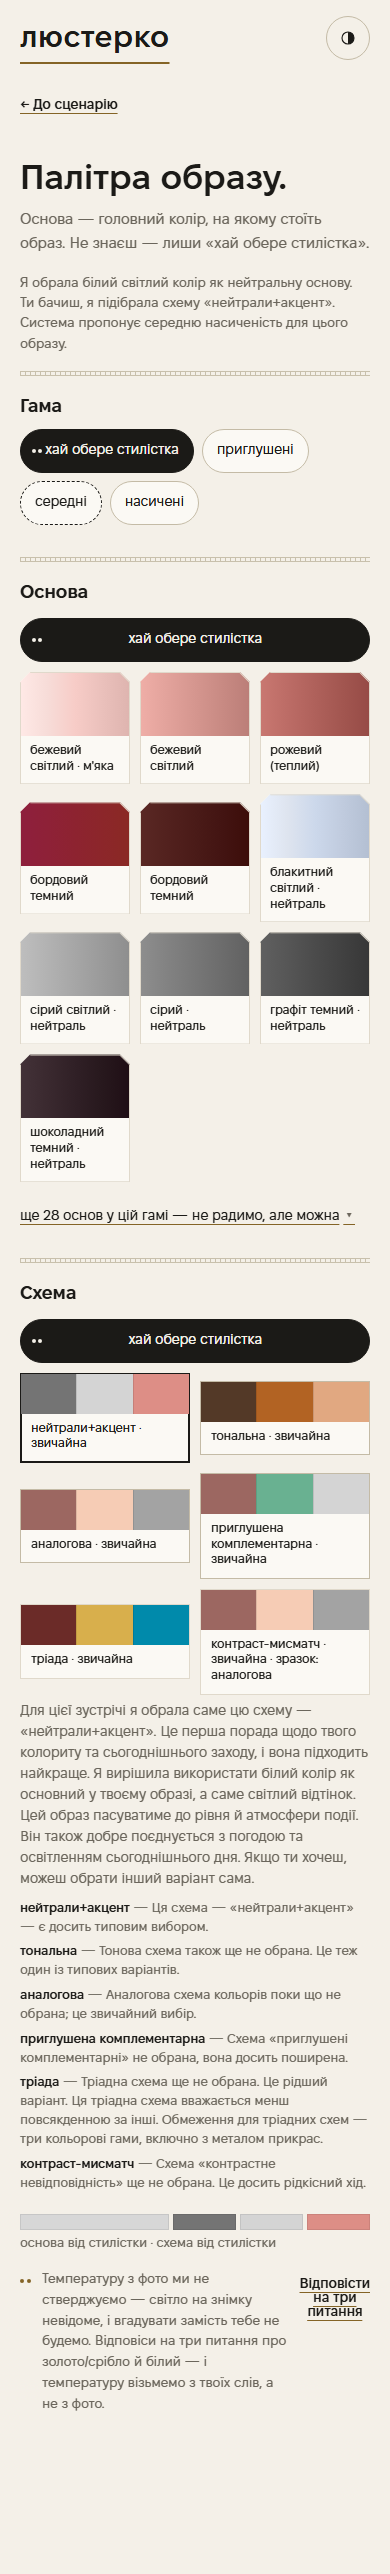 люстерко
← До сценарію
Палітра образу.
Основа — головний колір, на якому стоїть
образ. Не знаєш — лиши «хай обере стилістка».
Я обрала білий світлий колір як нейтральну основу.
Ти бачиш, я підібрала схему «нейтрали+акцент».
Система пропонує середню насиченість для цього
образу.
Гама
хай обере стилістка
приглушені
середні
насичені
Основа
хай обере стилістка
бежевий
світлий · м'яка
бежевий
світлий
рожевий
(теплий)
бордовий
темний
бордовий
темний
блакитний
світлий ·
нейтраль
сірий світлий ·
нейтраль
сірий ·
нейтраль
графіт темний ·
нейтраль
шоколадний
темний ·
нейтраль
ще 28 основ у цій гамі — не радимо, але можна ▾
Схема
хай обере стилістка
нейтрали+акцент ·
звичайна
тональна · звичайна
аналогова · звичайна
приглушена
комплементарна ·
звичайна
тріада · звичайна
контраст-мисматч ·
звичайна · зразок:
аналогова
Для цієї зустрічі я обрала саме цю схему —
«нейтрали+акцент». Це перша порада щодо твого
колориту та сьогоднішнього заходу, і вона підходить
найкраще. Я вирішила використати білий колір як
основний у твоєму образі, а саме світлий відтінок.
Цей образ пасуватиме до рівня й атмосфери події.
Він також добре поєднується з погодою та
освітленням сьогоднішнього дня. Якщо ти хочеш,
можеш обрати інший варіант сама.
нейтрали+акцент — Ця схема — «нейтрали+акцент»
— є досить типовим вибором.
тональна — Тонова схема також ще не обрана. Це теж
один із типових варіантів.
аналогова — Аналогова схема кольорів поки що не
обрана; це звичайний вибір.
приглушена комплементарна — Схема «приглушені
комплементарні» не обрана, вона досить поширена.
тріада — Тріадна схема ще не обрана. Це рідший
варіант. Ця тріадна схема вважається менш
повсякденною за інші. Обмеження для тріадних схем —
три кольорові гами, включно з металом прикрас.
контраст-мисматч — Схема «контрастне
невідповідність» ще не обрана. Це досить рідкісний хід.
основа від стилістки · схема від стилістки
Температуру з фото ми не
стверджуємо — світло на знімку
невідоме, і вгадувати замість тебе не
будемо. Відповіси на три питання про
золото/срібло й білий — і
температуру візьмемо з твоїх слів, а
не з фото.
Відповісти
на три
питання